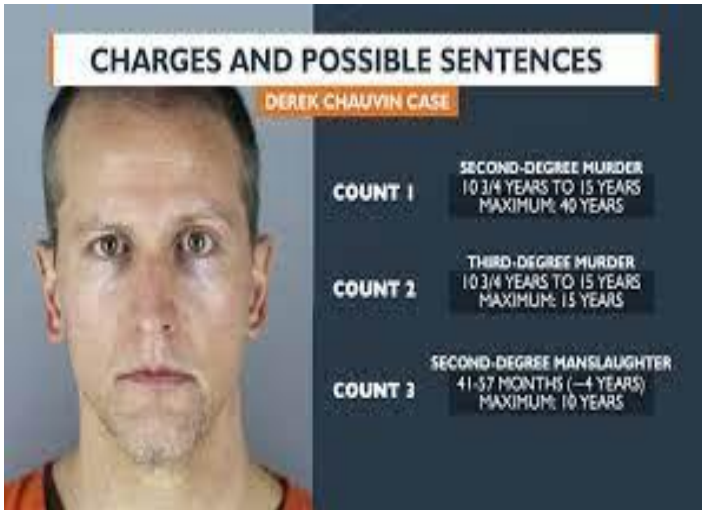 CHARGES AND POSSIBLE SENTENCES
DEREK CHAUVIN CASE
COUNT 1
SECOND-DEGREE MURDER
10 3/4 YEARS TO 15 YEARS
MAXIMUM: 40 YEARS
COUNT 2
THIRD-DEGREE MURDER
10 3/4 YEARS TO 15 YEARS
MAXIMUM: 15 YEARS
COUNT 3
SECOND-DEGREE MANSLAUGHTER
41-57 MONTHS (~4 YEARS)
MAXIMUM: 10 YEARS